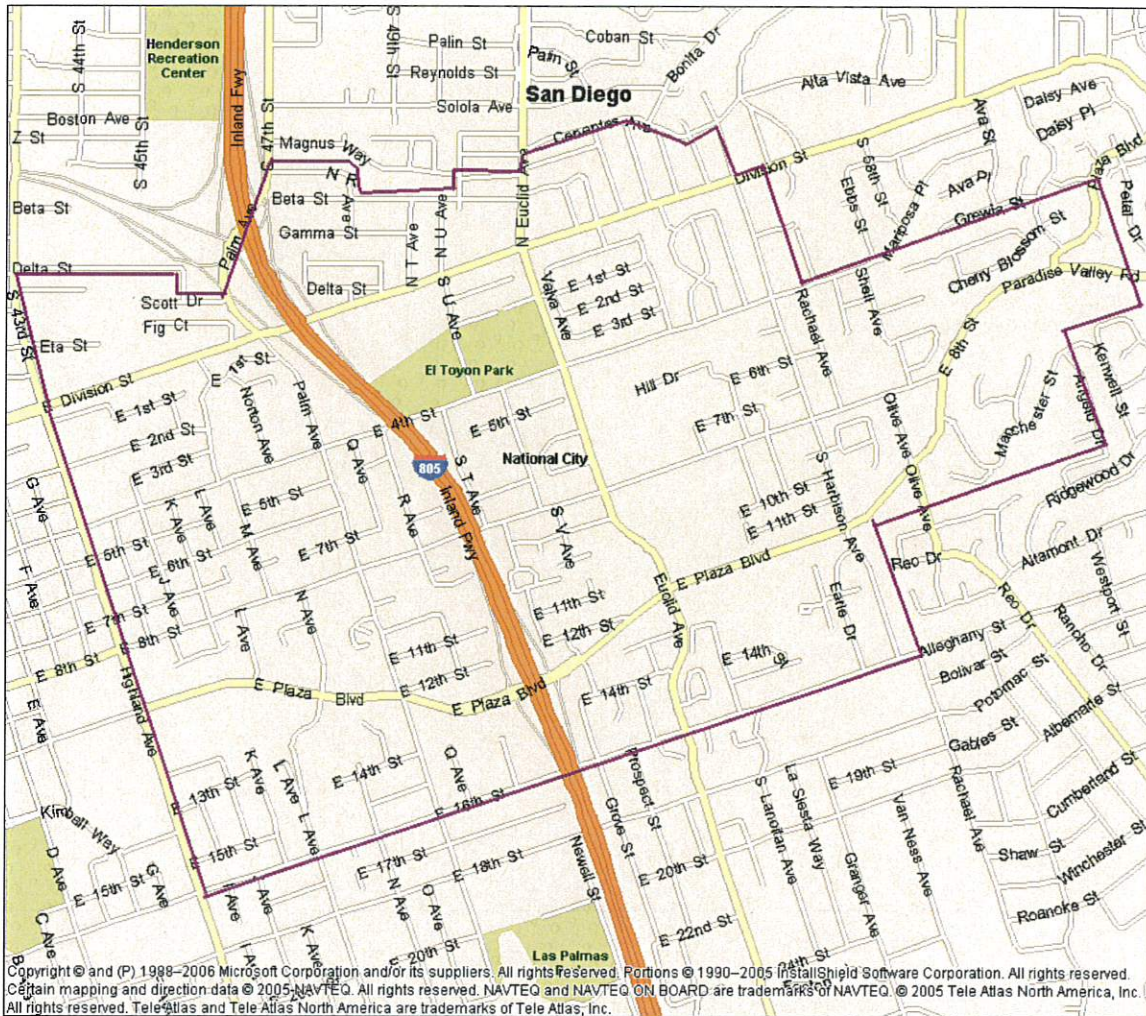 S 44th St
Henderson
Recreation
Center
Inland Fwy
S 47th St
S 49th St
Palin St
Reynolds St
Solola Ave
Coban St
Palm St
Bonita Dr
Alta Vista Ave
San Diego
Daisy Ave
Daisy Pl
Ava St
Boston Ave
Z St
S 45th St
Magnus Way
Cervantes Ave
Division St
S 58th St
Ebbs St
Mariposa Pl
Ava Pl
Grewia St
Plaza Blvd
Petal Dr
Beta St
N R Ave
Beta St
Gamma St
N T Ave
N U Ave
N Euclid Ave
Palm Ave
Delta St
Delta St
Scott Dr
Fig Ct
S 43rd St
Eta St
S U Ave
Valva Ave
E 1st St
E 2nd St
E 3rd St
Rachael Ave
Shell Ave
Cherry Blossom St
Paradise Valley Rd
E 8th St
El Toyon Park
E Division St
E 1st St
E 1st St
E 2nd St
E 3rd St
Norton Ave
Palm Ave
E 4th St
E 5th St
Hill Dr
E 6th St
E 7th St
Olive Ave
Olive Ave
Manchester St
Angelo Dr
Kenwell St
Ridgewood Dr
805
Inland Fwy
National City
S T Ave
S V Ave
G Ave
F Ave
K Ave
L Ave
M Ave
Q Ave
R Ave
E 5th St
E 5th St
E 6th St
E 7th St
E 7th St
J Ave
E 8th St
E 8th St
L Ave
N Ave
E 10th St
E 11th St
S Harbison Ave
Reo Dr
Altamont Dr
Westport St
Reo Dr
Rancho Dr
E Plaza Blvd
Euclid Ave
E 11th St
E 12th St
Earle Dr
E 14th St
Alleghany St
Bolivar St
Potomac St
Albemarle St
Gables St
Cumberland St
E Ave
Highland Ave
E Plaza Blvd
E 11th St
E 12th St
E Plaza Blvd
E 14th St
E 14th St
Q Ave
K Ave
L Ave
L Ave
E 13th St
E 15th St
E 16th St
Kimball Way
D Ave
G Ave
E 15th St
C Ave
I Ave
K Ave
E 17th St
E 18th St
N Ave
O Ave
E 20th St
Newell St
Grove St
Prospect St
E 20th St
E 22nd St
S Lanoitan Ave
La Siesta Way
Granger Ave
E 19th St
Van Ness Ave
Rachael Ave
Shaw St
Winchester St
Roanoke St
24th St
Las Palmas
Copyright © and (P) 1988–2006 Microsoft Corporation and/or its suppliers. All rights reserved. Portions © 1990–2005 InstallShield Software Corporation. All rights reserved.
Certain mapping and direction data © 2005 NAVTEQ. All rights reserved. NAVTEQ and NAVTEQ ON BOARD are trademarks of NAVTEQ. © 2005 Tele Atlas North America, Inc.
All rights reserved. Tele Atlas and Tele Atlas North America are trademarks of Tele Atlas, Inc.